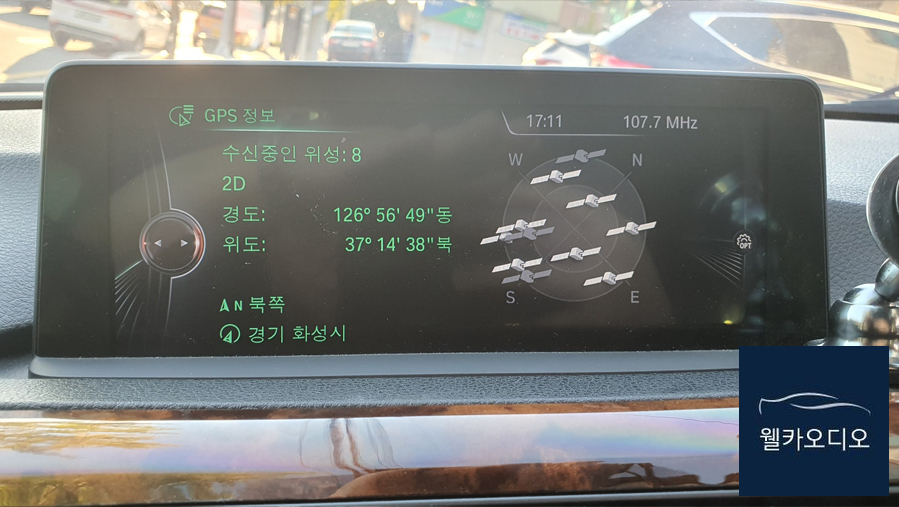 GPS 정보
17:11 107.7 MHz
수신중인 위성: 8
2D
경도: 126° 56' 49"동
위도: 37° 14' 38"북
W N
S E
OPT
N 북쪽
경기 화성시
웰카오디오